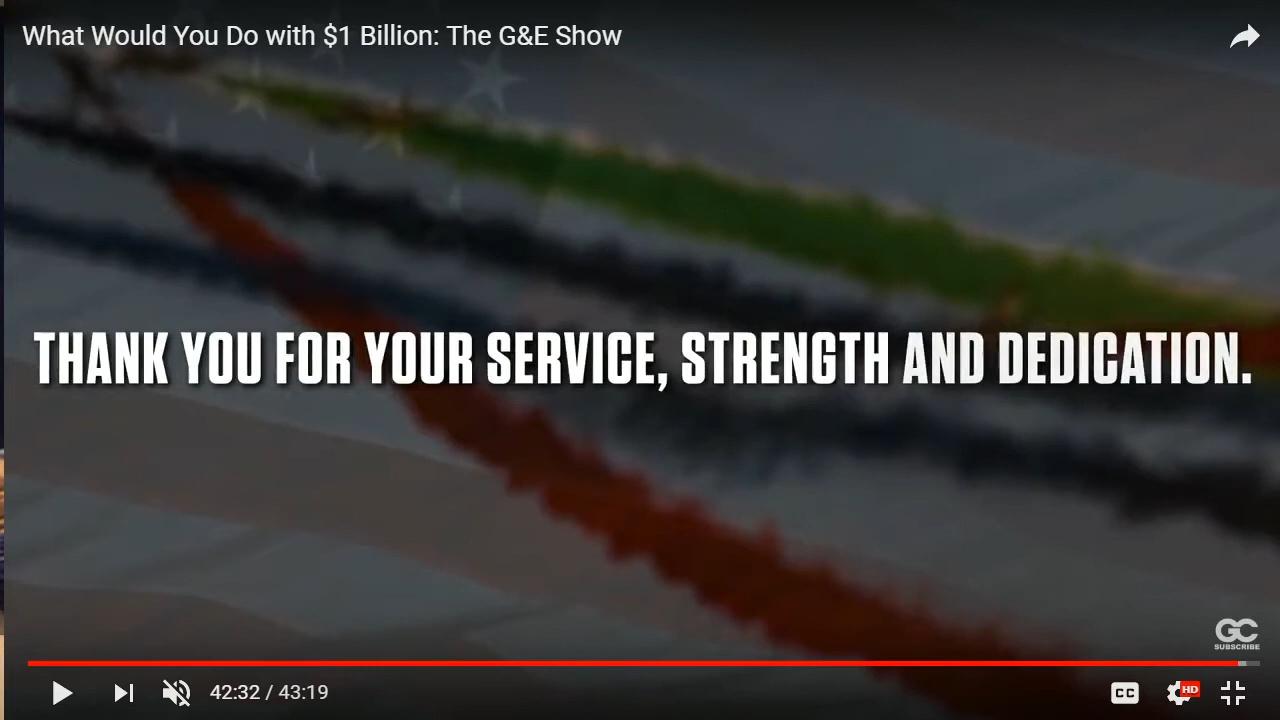 What Would You Do with $1 Billion: The G&E Show
THANK YOU FOR YOUR SERVICE, STRENGTH AND DEDICATION.
GC
SUBSCRIBE
42:32 / 43:19
CC
HD